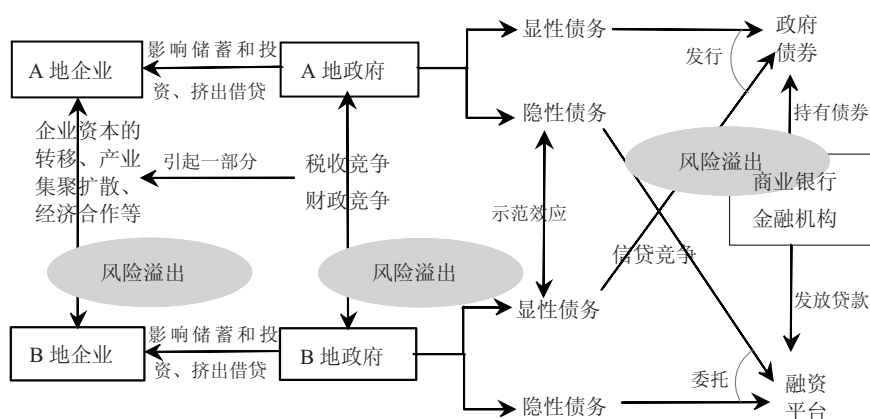 显性债务
政府
债券
影响储蓄和投
发行
A 地企业
A 地政府
资、挤出借贷
隐性债务
持有债券
企业资本的
转移、产业
集聚扩散、
经济合作等
引起一部分
税收竞争
财政竞争
风险溢出
商业银行
金融机构
示范效应
信贷竞争
风险溢出
风险溢出
显性债务
发放贷款
影响储蓄和投
B 地企业
B 地政府
资、挤出借贷
委托
融资
平台
隐性债务